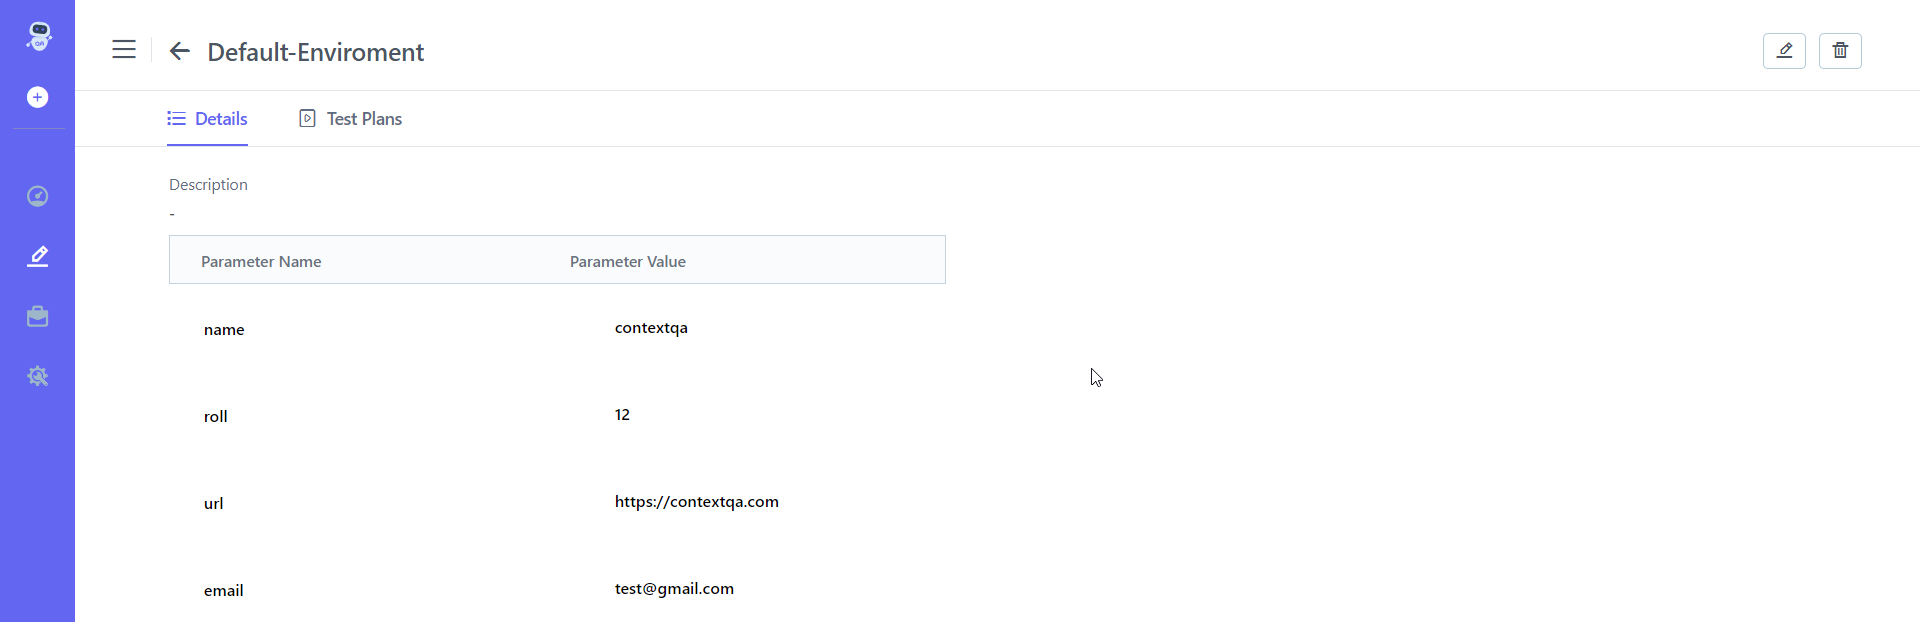 Default-Enviroment
Details Test Plans
Description
-
Parameter Name Parameter Value
name contextqa
roll 12
url https://contextqa.com
email test@gmail.com